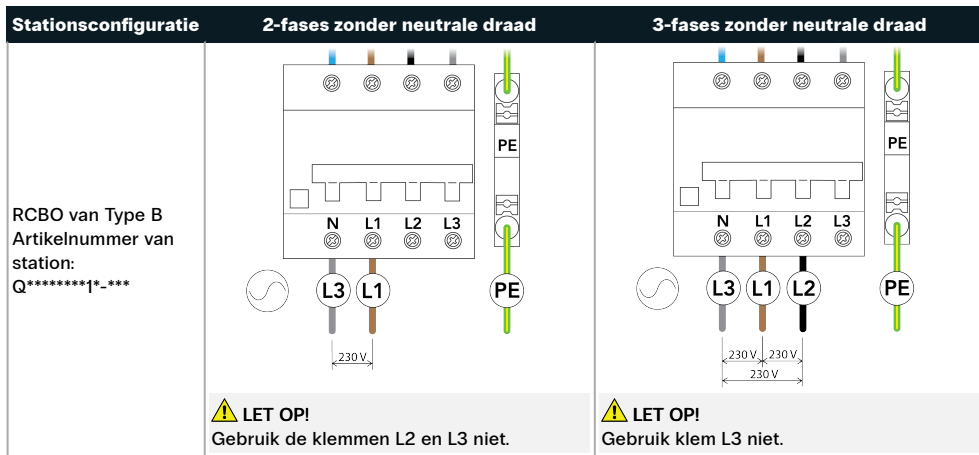 Stationsconfiguratie
2-fases zonder neutrale draad
3-fases zonder neutrale draad
RCBO van Type B
Artikelnummer van
station:
Q********1*-***
PE
N L1 L2 L3
L3 L1
PE
230 V
LET OP!
Gebruik de klemmen L2 en L3 niet.
PE
N L1 L2 L3
L3 L1 L2
PE
230 V 230 V
230 V
LET OP!
Gebruik klem L3 niet.